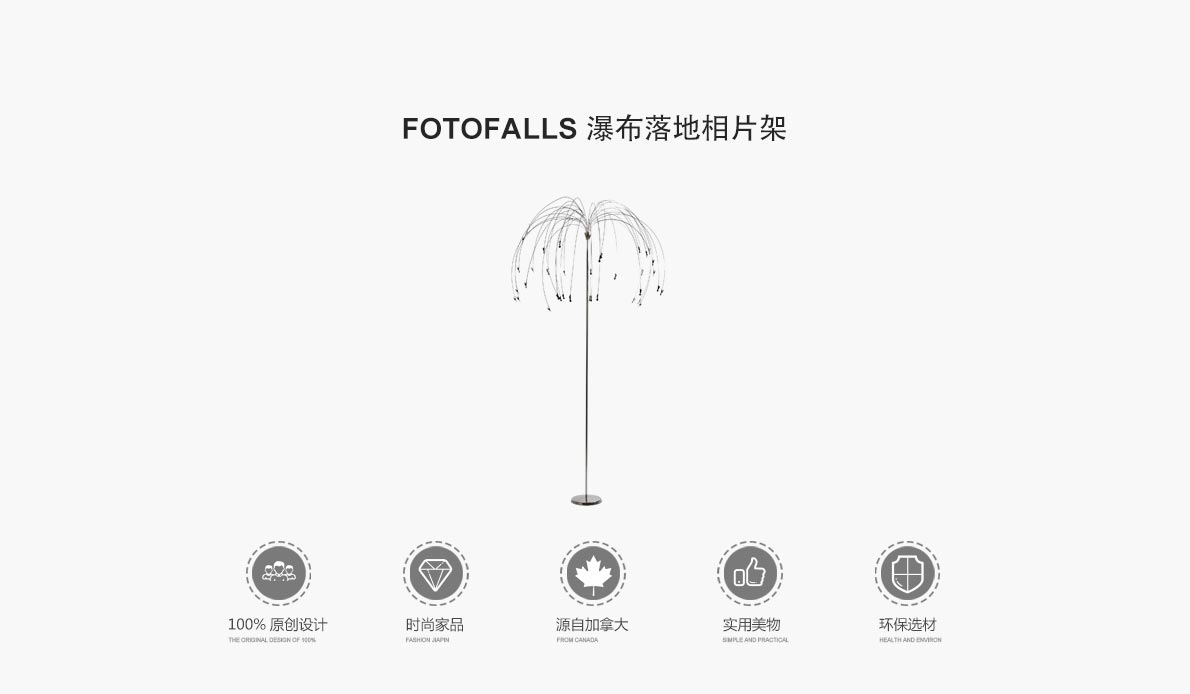 FOTOFALLS 瀑布落地相片架
100% 原创设计
THE ORIGINAL DESIGN OF 100%
时尚家品
FASHION JIAPIN
源自加拿大
FROM CANADA
实用美物
SIMPLE AND PRACTICAL
环保选材
HEALTH AND ENVIRON